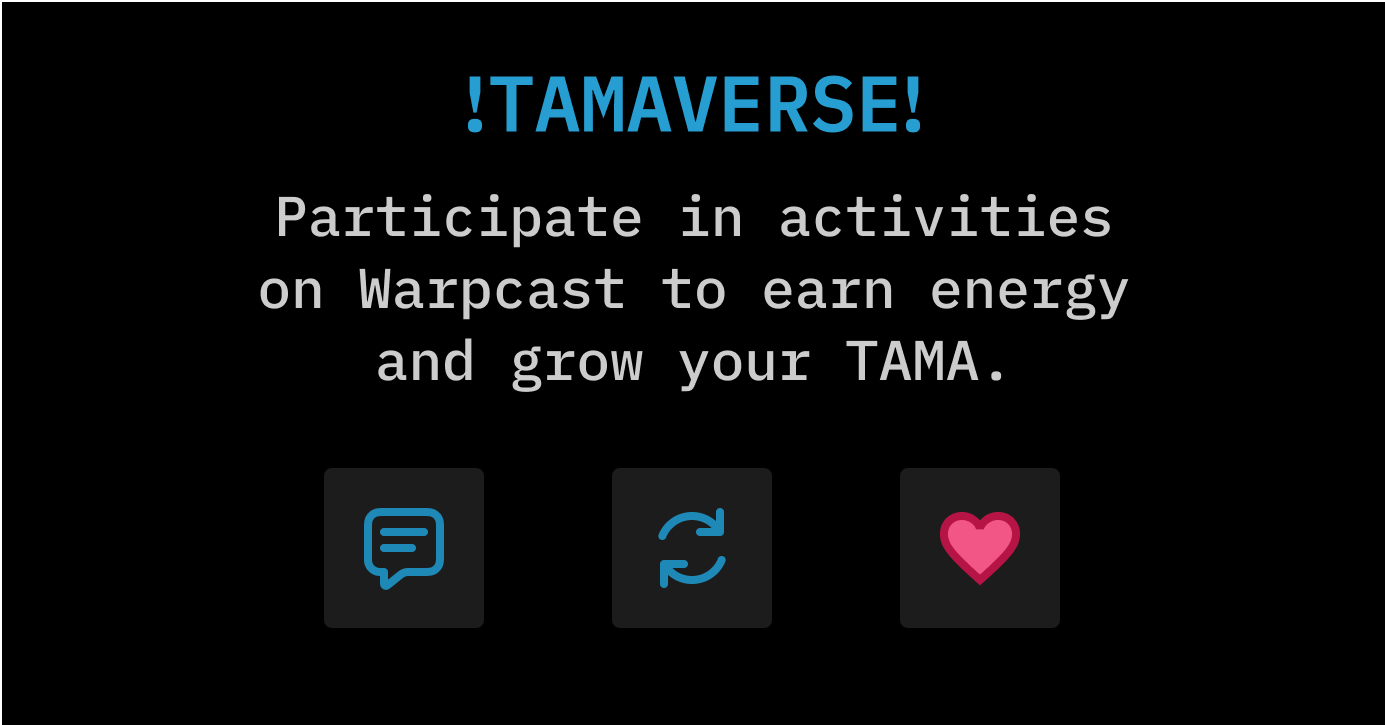 !TAMAVERSE!
Participate in activities
on Warpcast to earn energy
and grow your TAMA.